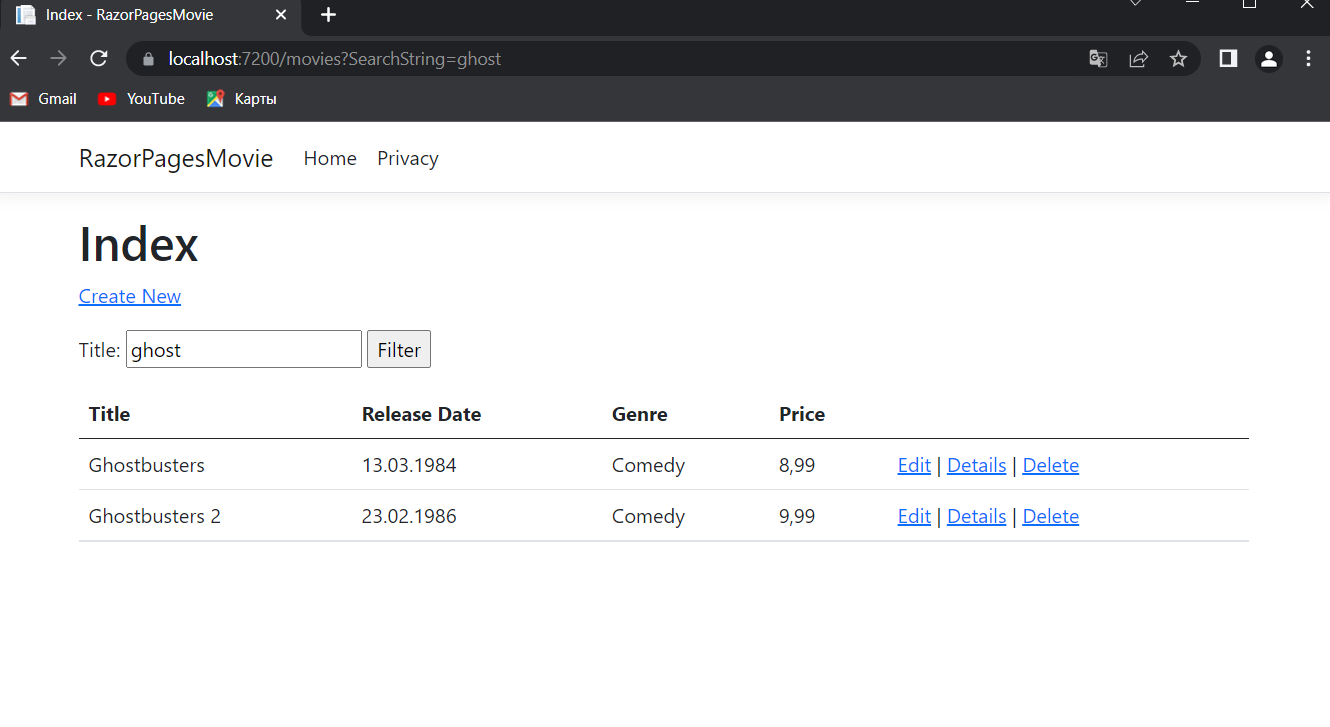 Index - RazorPagesMovie
localhost:7200/movies?SearchString=ghost
Gmail YouTube Карты
RazorPagesMovie Home Privacy
Index
Create New
Title: ghost Filter
Title Release Date Genre Price
Ghostbusters 13.03.1984 Comedy 8,99 Edit | Details | Delete
Ghostbusters 2 23.02.1986 Comedy 9,99 Edit | Details | Delete